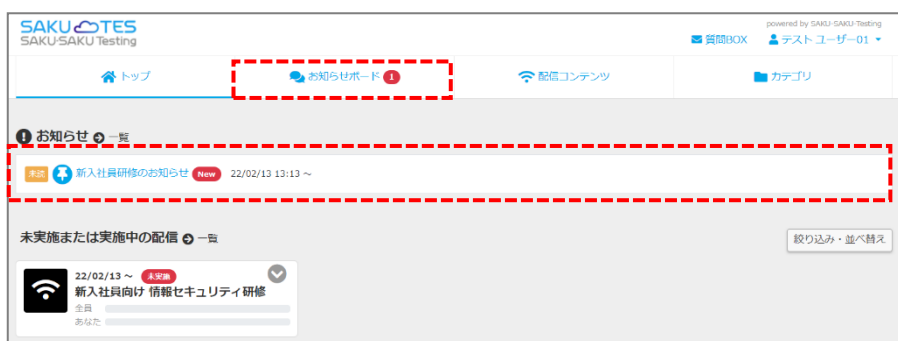 SAKU TES
SAKU-SAKU Testing
powered by SAKU-SAKU-Testing
質問BOX テスト ユーザー01
トップ お知らせボード 1 配信コンテンツ カテゴリ
お知らせ 一覧
未読 新入社員研修のお知らせ New 22/02/13 13:13 ～
未実施または実施中の配信 一覧
絞り込み・並べ替え
22/02/13 ～ 未実施
新入社員向け 情報セキュリティ研修
全員
あなた